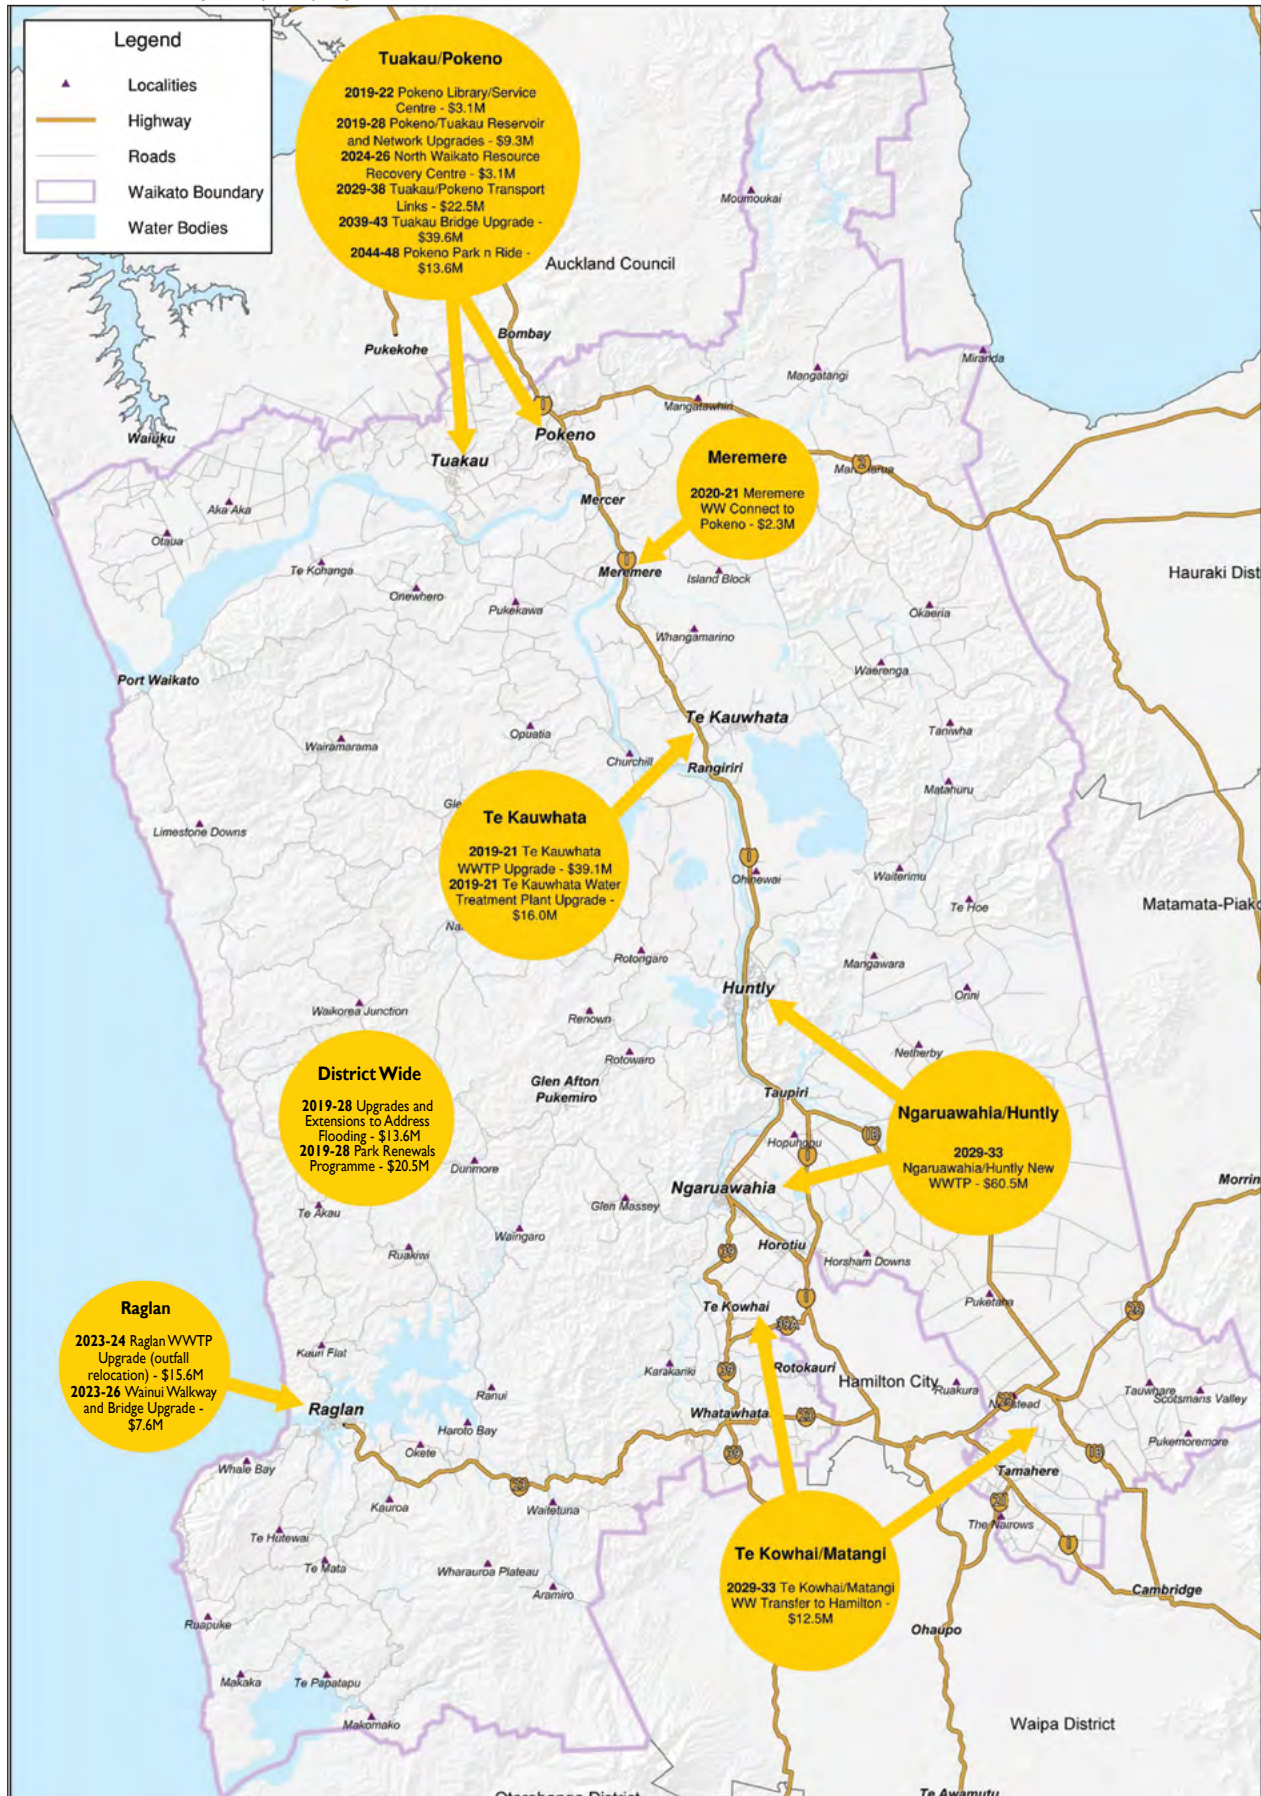 Legend
Localities
Highway
Roads
Waikato Boundary
Water Bodies
Tuakau/Pokeno
2019-22 Pokeno Library/Service
Centre - $3.1M
2019-28 Pokeno/Tuakau Reservoir
and Network Upgrades - $9.3M
2024-26 North Waikato Resource
Recovery Centre - $3.1M
2029-38 Tuakau/Pokeno Transport
Links - $22.5M
2039-43 Tuakau Bridge Upgrade -
$39.6M
2044-48 Pokeno Park n Ride -
$13.6M
Moumoukai
Auckland Council
Bombay
Pukekohe
Miranda
Mangatangi
Mangatawhiri
Waiuku
Pokeno
Tuakau
Meremere
2020-21 Meremere
WW Connect to
Pokeno - $2.3M
2
Mercer
Aka Aka
Otaua
Te Kohanga
Meremere
Island Block
Hauraki Dist
Onewhero
Pukekawa
Okaeria
Whangamarino
Waerenga
Port Waikato
Te Kauwhata
Taniwha
Opuatia
Wairamarama
Churchill
Rangiriri
Matahuru
Te Kauwhata
2019-21 Te Kauwhata
WWTP Upgrade - $39.1M
2019-21 Te Kauwhata Water
Treatment Plant Upgrade -
$16.0M
Gle
Limestone Downs
Ohinewai
Waiterimu
Te Hoe
Matamata-Piako
Na
Rotongaro
Mangawara
Huntly
Orini
Waikorea Junction
Renown
Rotowaro
Netherby
Glen Afton
Pukemiro
Taupiri
District Wide
2019-28 Upgrades and
Extensions to Address
Flooding - $13.6M
2019-28 Park Renewals
Programme - $20.5M
Ngaruawahia/Huntly
2029-33
Ngaruawahia/Huntly New
WWTP - $60.5M
Hopuhopu
1B
Dunmore
Ngaruawahia
Morrin
Glen Massey
Te Akau
Waingaro
Ruakiwi
39
Horotiu
Horsham Downs
Raglan
2023-24 Raglan WWTP
Upgrade (outfall
relocation) - $15.6M
2023-26 Wainui Walkway
and Bridge Upgrade -
$7.6M
Te Kowhai
39A
Puketaha
26
Kauri Flat
Karakariki
39
Rotokauri
Hamilton City
Ruakura
Tauwhare
Scotsmans Valley
Ranui
Raglan
Haroto Bay
Whatawhata
23
Okete
39
Pukemoremore
1B
Whale Bay
Tamahere
23
Kauroa
Waitetuna
21
The Narrows
Te Hutewai
Te Mata
Wharauroa Plateau
Aramiro
Te Kowhai/Matangi
2029-33 Te Kowhai/Matangi
WW Transfer to Hamilton -
$12.5M
Cambridge
Ruapuke
Ohaupo
Makaka
Te Papatapu
Makomako
Waipa District